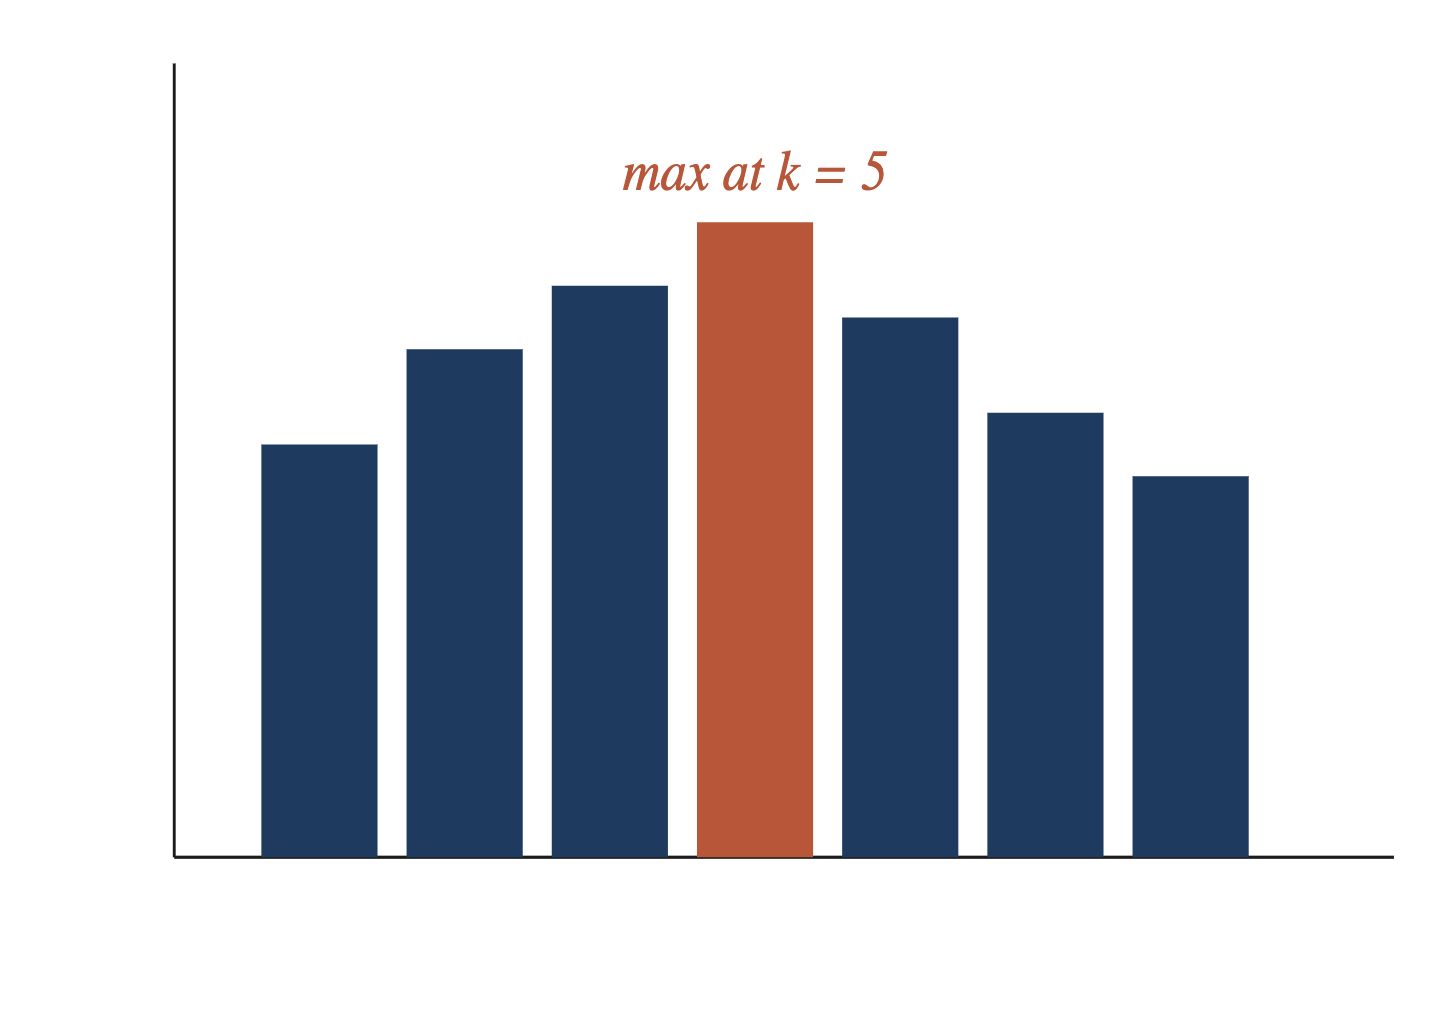 max at k = 5